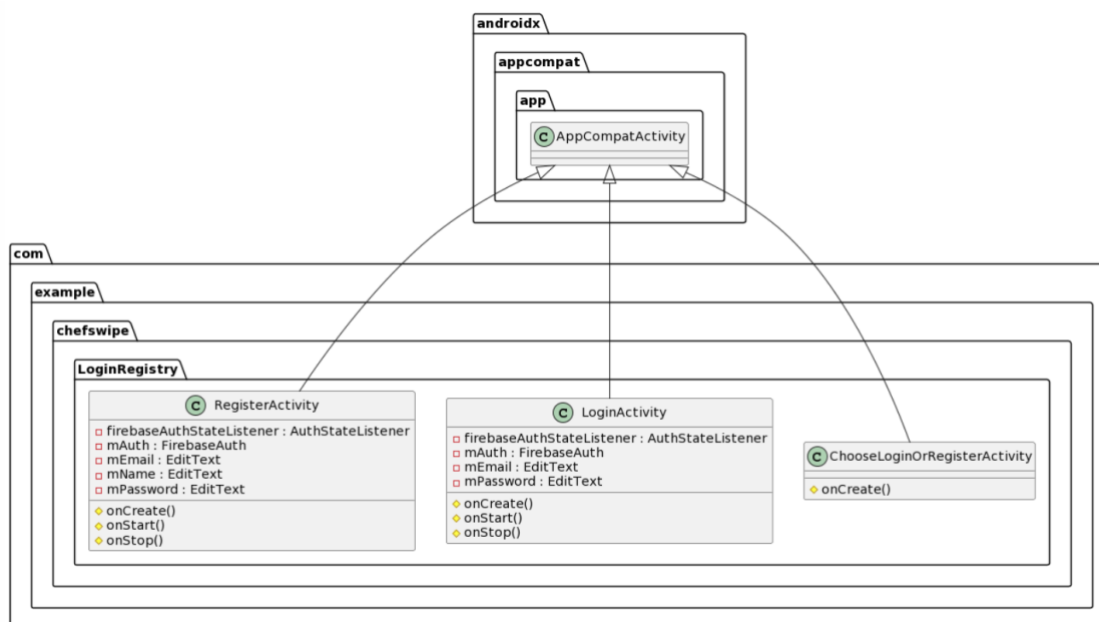 androidx
appcompat
app
C AppCompatActivity
com
example
chefswipe
LoginRegistry
C RegisterActivity
firebaseAuthStateListener : AuthStateListener
mAuth : FirebaseAuth
mEmail : EditText
mName : EditText
mPassword : EditText
onCreate()
onStart()
onStop()
C LoginActivity
firebaseAuthStateListener : AuthStateListener
mAuth : FirebaseAuth
mEmail : EditText
mPassword : EditText
onCreate()
onStart()
onStop()
C ChooseLoginOrRegisterActivity
onCreate()